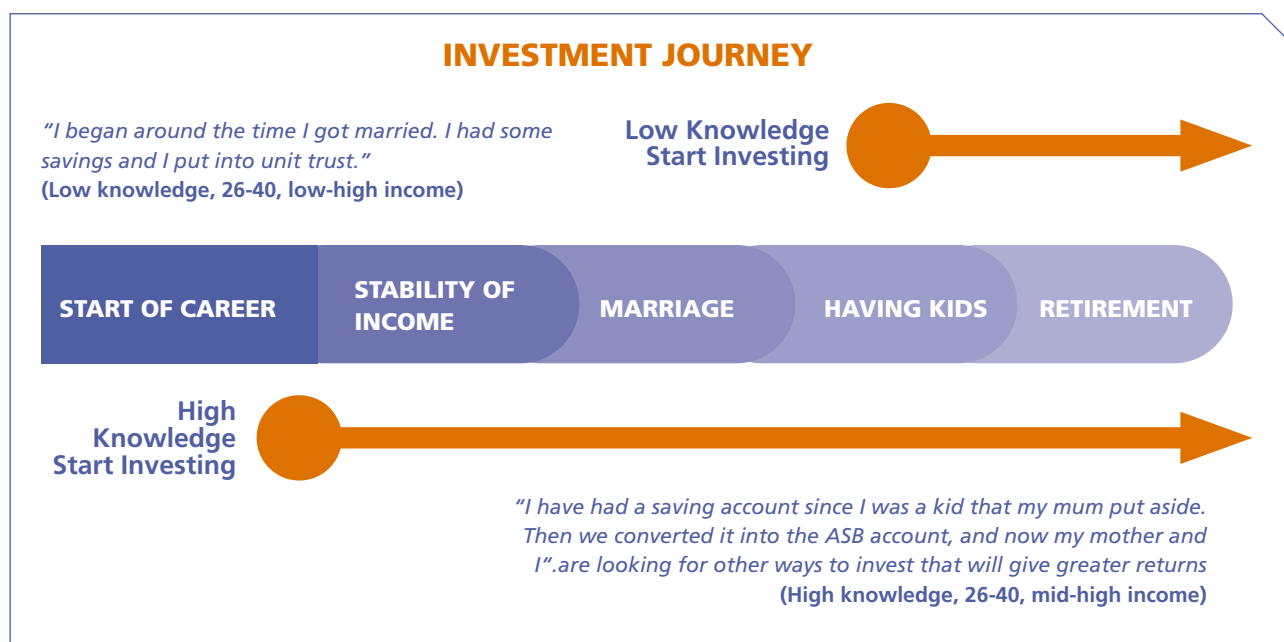 INVESTMENT JOURNEY
“I began around the time I got married. I had some
savings and I put into unit trust.”
(Low knowledge, 26-40, low-high income)
Low Knowledge
Start Investing
START OF CAREER
STABILITY OF
INCOME
MARRIAGE
HAVING KIDS
RETIREMENT
High
Knowledge
Start Investing
“I have had a saving account since I was a kid that my mum put aside.
Then we converted it into the ASB account, and now my mother and
I“.are looking for other ways to invest that will give greater returns
(High knowledge, 26-40, mid-high income)